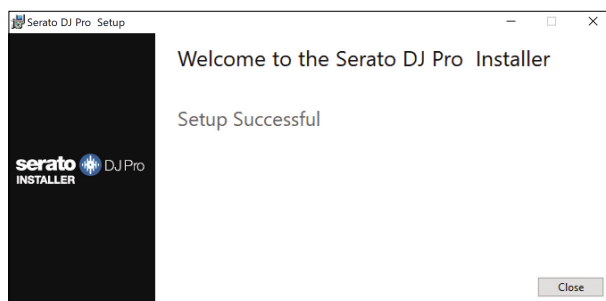 Serato DJ Pro Setup
Welcome to the Serato DJ Pro Installer
Setup Successful
serato DJ Pro
INSTALLER
Close